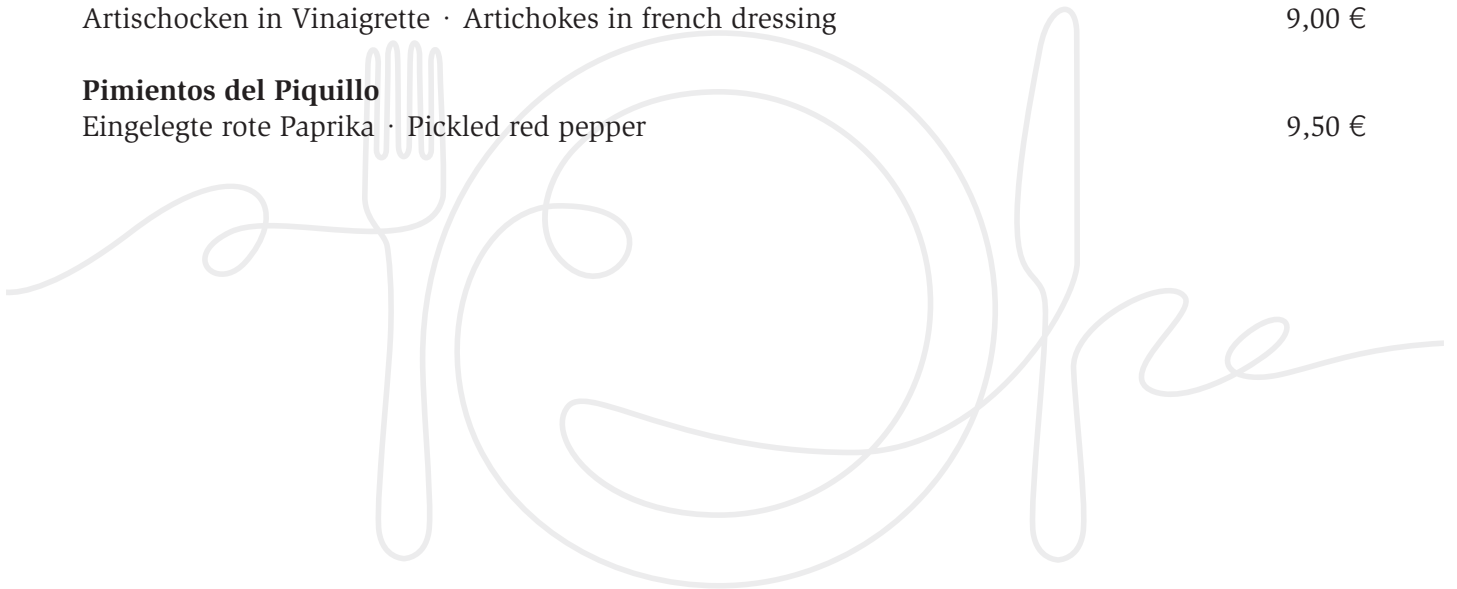 Artischocken in Vinaigrette · Artichokes in french dressing 9,00 €
Pimientos del Piquillo
Eingelegte rote Paprika · Pickled red pepper 9,50 €